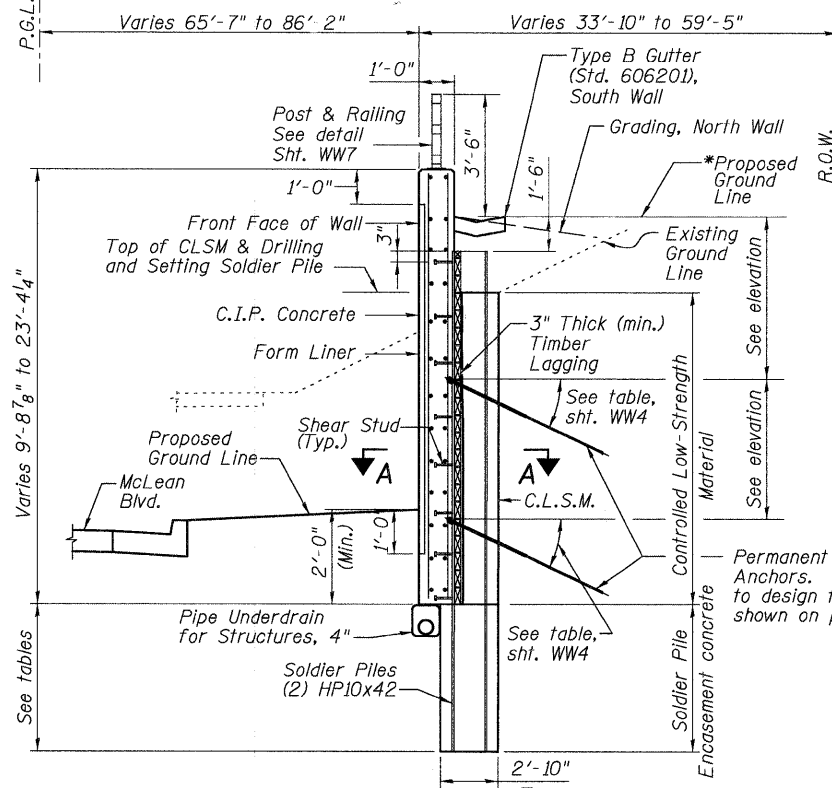 P.G.L.
Varies 65'-7" to 86'-2"
Varies 33'-10" to 59'-5"
1'-0"
Type B Gutter
(Std. 606201),
South Wall
Post & Railing
See detail
Sht. WW7
3'-6"
Grading, North Wall
R.O.W.
1'-6"
*Proposed
Ground
Line
1'-0"
Front Face of Wall
3"
Existing
Ground
Line
Top of CLSM & Drilling
and Setting Soldier Pile
See elevation
C.I.P. Concrete
3" Thick (min.)
Timber
Lagging
Form Liner
Varies 9'-8 7/8" to 23'-4 1/4"
See table,
sht. WW4
Shear Stud
(Typ.)
See elevation
Controlled Low-Strength
Material
Proposed
Ground Line
A
A
McLean
Blvd.
C.L.S.M.
2'-0"
(Min.)
1'-0
Permanent
Anchors.
to design
shown on
Pipe Underdrain
for Structures, 4"
See table,
sht. WW4
See tables
Soldier Piles
(2) HP10x42
Soldier Pile
Encasement concrete
2'-10"